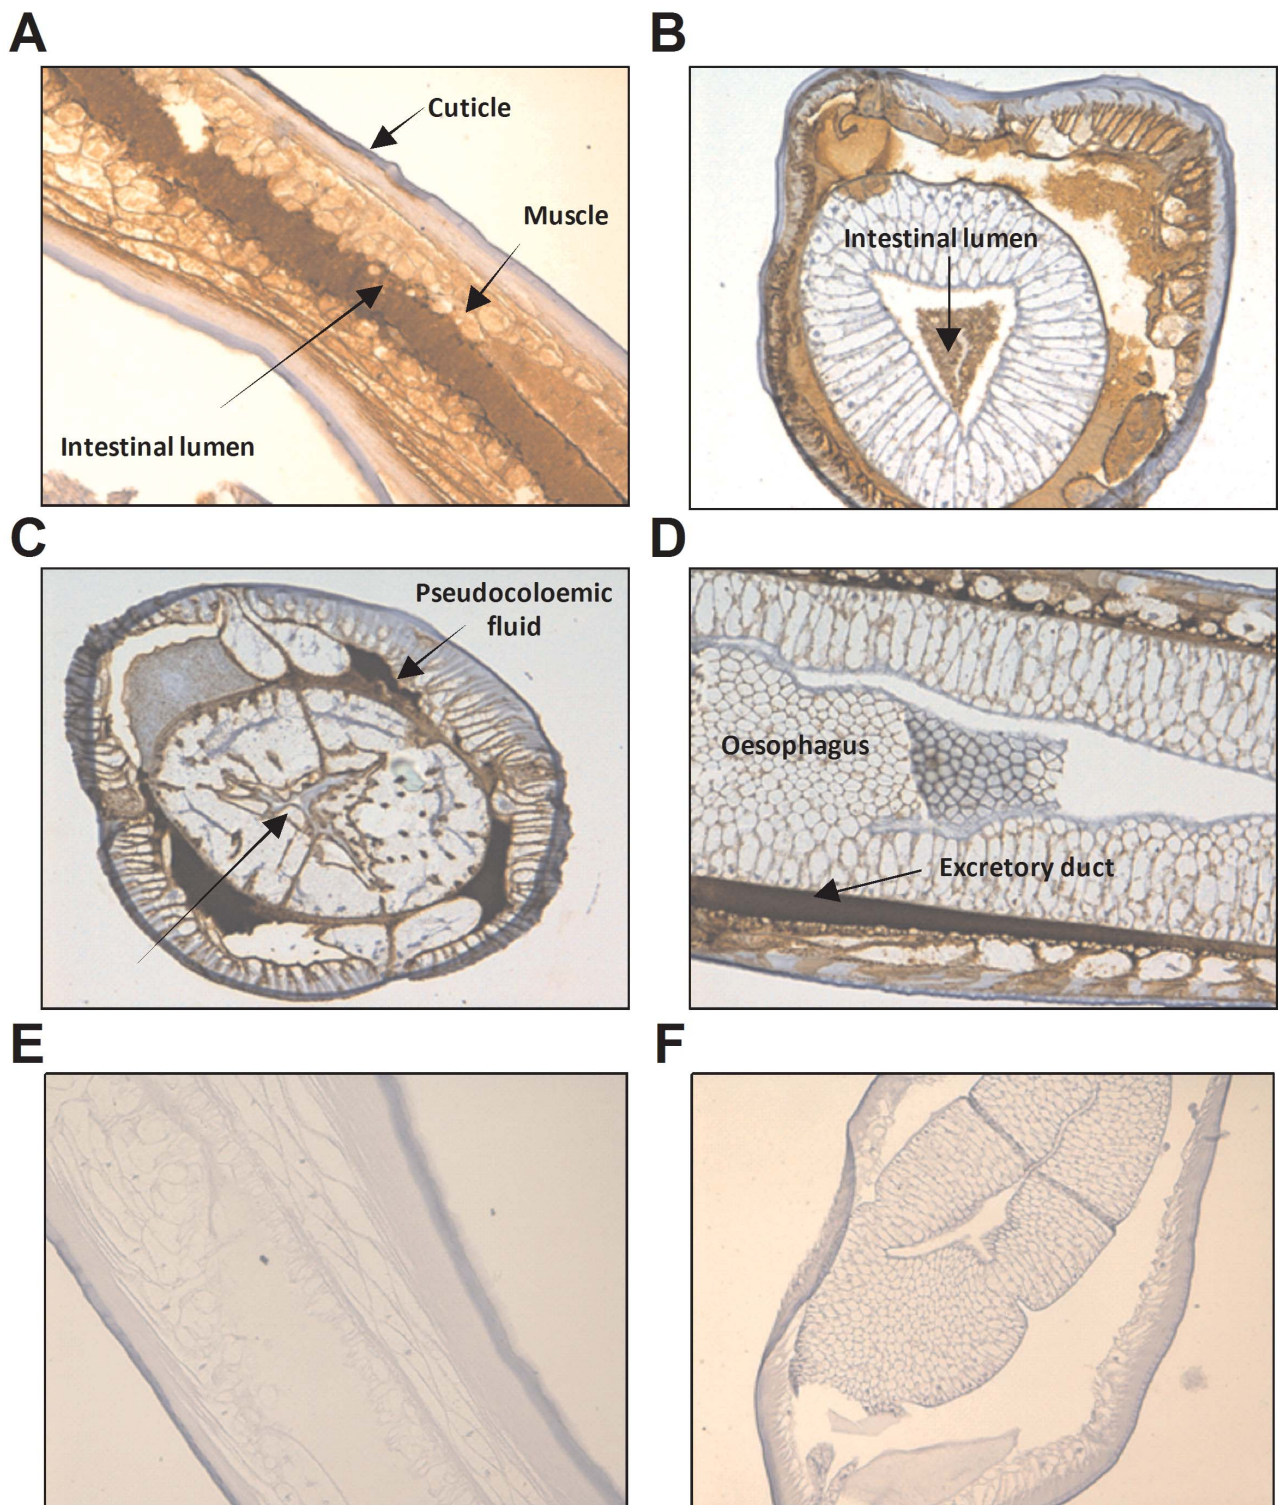 A
B
Cuticle
Muscle
Intestinal lumen
Intestinal lumen
C
D
Pseudocoloemic
fluid
Oesophagus
Excretory duct
E
F